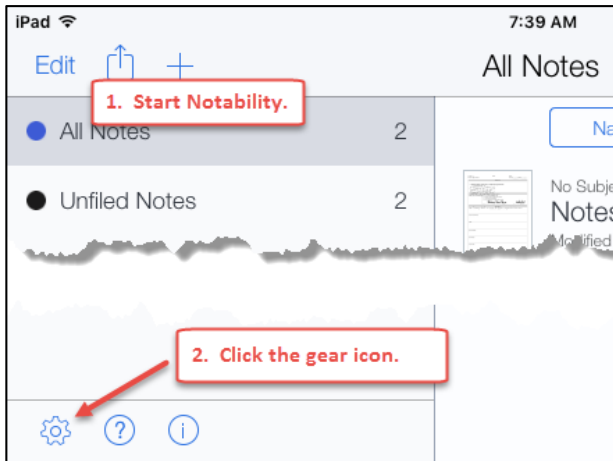 iPad 7:39 AM
Edit All Notes
1. Start Notability.
All Notes 2
Unfiled Notes 2
No
Notes
Modified
2. Click the gear icon.
?
i